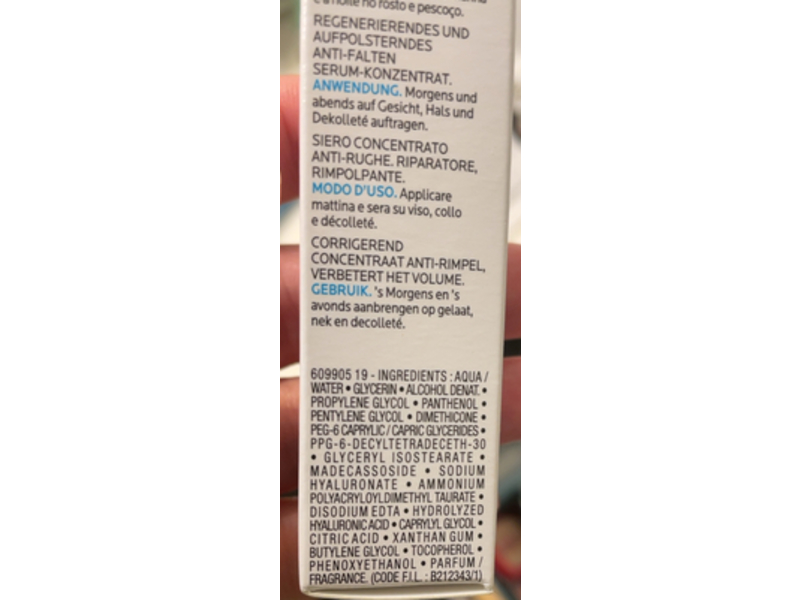 e à noite no rosto e pescoço.
REGENERIERENDES UND
AUFPOLSTERNDES
ANTI-FALTEN
SERUM-KONZENTRAT.
ANWENDUNG. Morgens und
abends auf Gesicht, Hals und
Dekolleté auftragen.
SIERO CONCENTRATO
ANTI-RUGHE. RIPARATORE,
RIMPOLPANTE.
MODO D'USO. Applicare
mattina e sera su viso, collo
e décolleté.
CORRIGEREND
CONCENTRAAT ANTI-RIMPEL,
VERBETERT HET VOLUME.
GEBRUIK. 's Morgens en 's
avonds aanbrengen op gelaat,
nek en decolleté.
609905 19 - INGREDIENTS : AQUA /
WATER • GLYCERIN • ALCOHOL DENAT. •
PROPYLENE GLYCOL • PANTHENOL •
PENTYLENE GLYCOL • DIMETHICONE •
PEG-6 CAPRYLIC / CAPRIC GLYCERIDES •
PPG-6-DECYLTETRADECETH-30
• GLYCERYL ISOSTEARATE •
MADECASSOSIDE • SODIUM
HYALURONATE • AMMONIUM
POLYACRYLOYLDIMETHYL TAURATE •
DISODIUM EDTA • HYDROLYZED
HYALURONIC ACID • CAPRYLYL GLYCOL •
CITRIC ACID • XANTHAN GUM •
BUTYLENE GLYCOL • TOCOPHEROL •
PHENOXYETHANOL • PARFUM /
FRAGRANCE. (CODE F.I.L. : B212343/1)